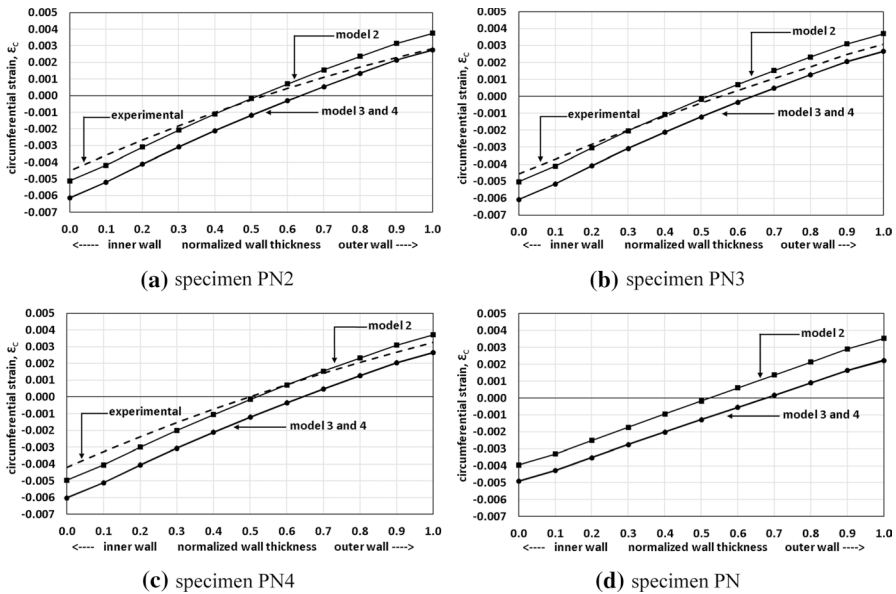 circumferential strain, ε_C
0.005
0.004
0.003
0.002
0.001
0.000
-0.001
-0.002
-0.003
-0.004
-0.005
-0.006
-0.007
model 2
experimental
model 3 and 4
0.0 0.1 0.2 0.3 0.4 0.5 0.6 0.7 0.8 0.9 1.0
<----- inner wall normalized wall thickness outer wall ---->
(a) specimen PN2
circumferential strain, ε_C
0.005
0.004
0.003
0.002
0.001
0.000
-0.001
-0.002
-0.003
-0.004
-0.005
-0.006
-0.007
model 2
experimental
model 3 and 4
0.0 0.1 0.2 0.3 0.4 0.5 0.6 0.7 0.8 0.9 1.0
<---- inner wall normalized wall thickness outer wall ---->
(b) specimen PN3
circumferential strain, ε_C
0.005
0.004
0.003
0.002
0.001
0.000
-0.001
-0.002
-0.003
-0.004
-0.005
-0.006
-0.007
model 2
experimental
model 3 and 4
0.0 0.1 0.2 0.3 0.4 0.5 0.6 0.7 0.8 0.9 1.0
<---- inner wall normalized wall thickness outer wall ---->
(c) specimen PN4
circumferential strain, ε_C
0.005
0.004
0.003
0.002
0.001
0.000
-0.001
-0.002
-0.003
-0.004
-0.005
-0.006
-0.007
model 2
model 3 and 4
0.0 0.1 0.2 0.3 0.4 0.5 0.6 0.7 0.8 0.9 1.0
<---- inner wall normalized wall thickness outer wall ---->
(d) specimen PN